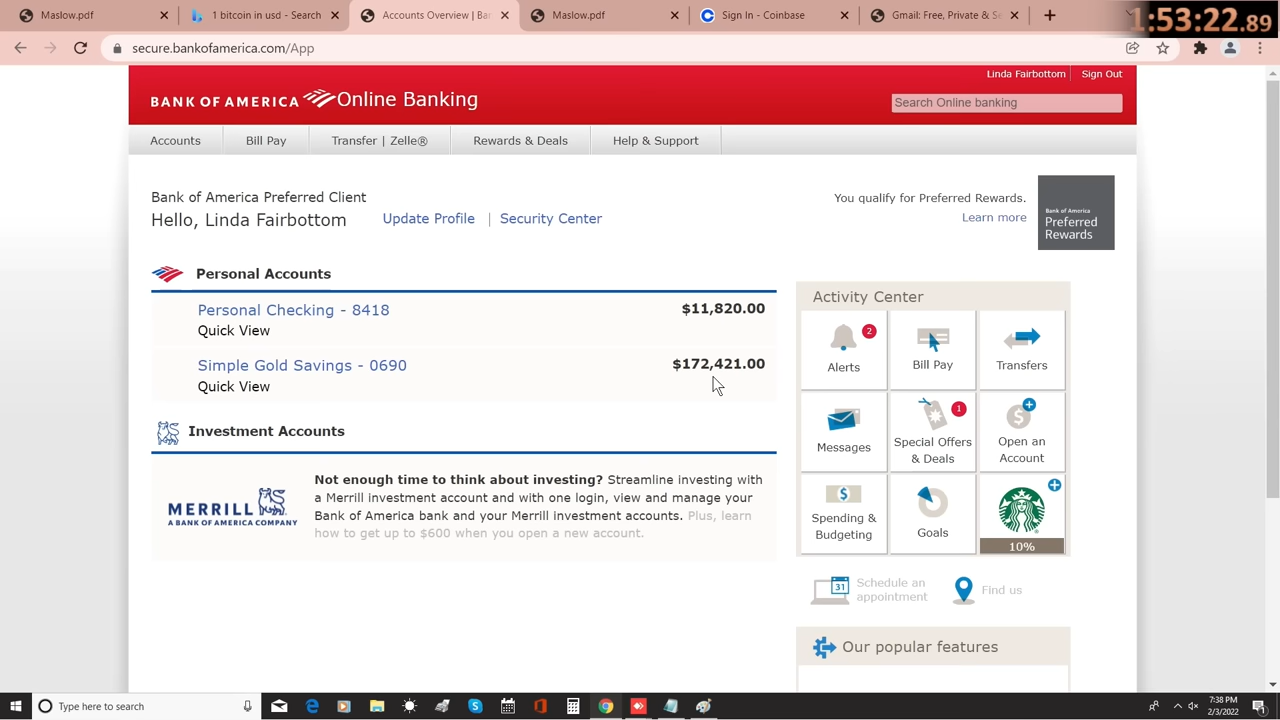 Maslow.pdf
1 bitcoin in usd - Search
Accounts Overview | Ban
Maslow.pdf
Sign In - Coinbase
Gmail: Free, Private & Se
1:53:22.89
secure.bankofamerica.com/App
Linda Fairbottom
Sign Out
BANK OF AMERICA
Online Banking
Search Online banking
Accounts
Bill Pay
Transfer | Zelle®
Rewards & Deals
Help & Support
Bank of America Preferred Client
Hello, Linda Fairbottom
Update Profile | Security Center
You qualify for Preferred Rewards.
Learn more
Bank of America
Preferred
Rewards
Personal Accounts
Personal Checking - 8418
$11,820.00
Quick View
Simple Gold Savings - 0690
$172,421.00
Quick View
Investment Accounts
MERRILL
A BANK OF AMERICA COMPANY
Not enough time to think about investing? Streamline investing with
a Merrill investment account and with one login, view and manage your
Bank of America bank and your Merrill investment accounts. Plus, learn
how to get up to $600 when you open a new account.
Activity Center
2
Alerts
Bill Pay
Transfers
Messages
1
Special Offers
& Deals
Open an
Account
Spending &
Budgeting
Goals
10%
31
Schedule an
appointment
Find us
Our popular features
Type here to search
7:38 PM
2/3/2022
1